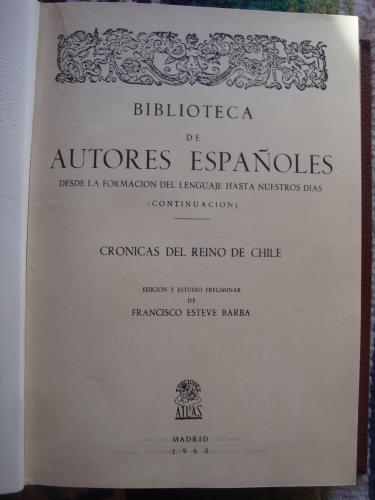 BIBLIOTECA
DE
AUTORES ESPAÑOLES
DESDE LA FORMACION DEL LENGUAJE HASTA NUESTROS DIAS
(CONTINUACION)
CRONICAS DEL REINO DE CHILE
EDICION Y ESTUDIO PRELIMINAR
DE
FRANCISCO ESTEVE BARBA
EDICIONES
ATLAS
MADRID
1960